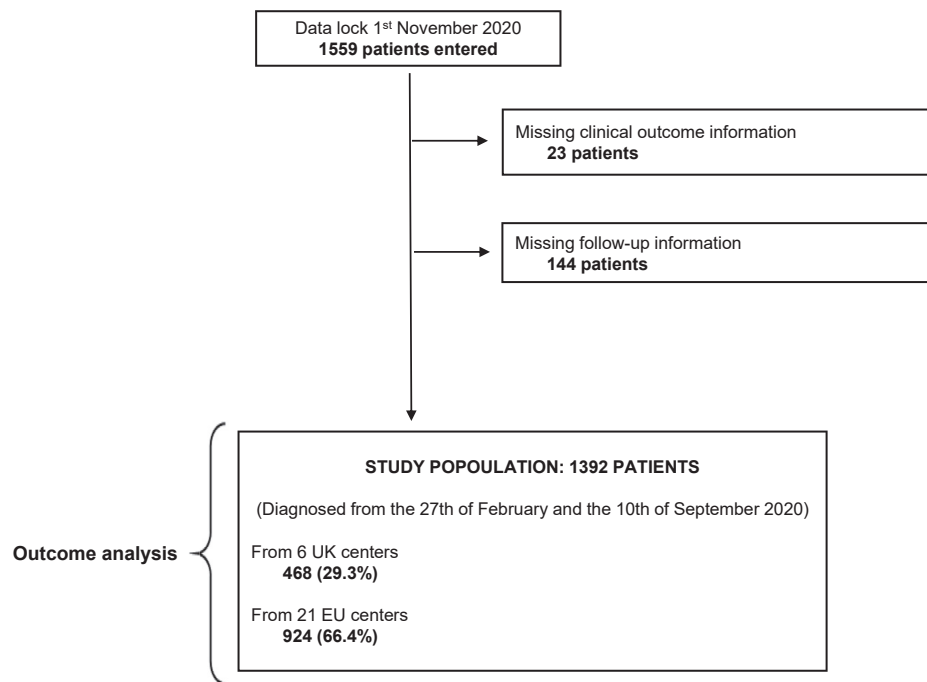 Data lock 1st November 2020
1559 patients entered
Missing clinical outcome information
23 patients
Missing follow-up information
144 patients
Outcome analysis
STUDY POPOULATION: 1392 PATIENTS
(Diagnosed from the 27th of February and the 10th of September 2020)
From 6 UK centers
468 (29.3%)
From 21 EU centers
924 (66.4%)